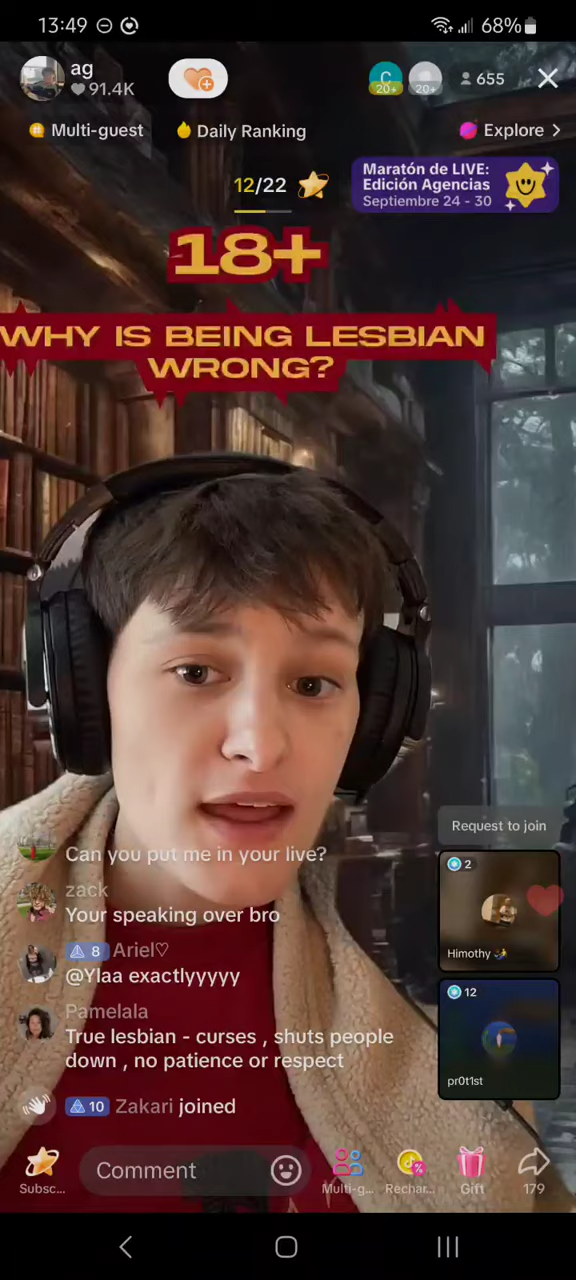 13:49
68%
ag
91.4K
C
20+
20+
655
Multi-guest
Daily Ranking
Explore >
12/22
Maratón de LIVE:
Edición Agencias
Septiembre 24 - 30
18+
WHY IS BEING LESBIAN
WRONG?
Request to join
Can you put me in your live?
2
zack
Your speaking over bro
8 Ariel♡
Himothy
@Ylaa exactlyyyyy
12
Pamelala
True lesbian - curses , shuts people
down , no patience or respect
pr0t1st
10 Zakari joined
Comment
Subsc...
Multi-g...
Rechar...
Gift
179